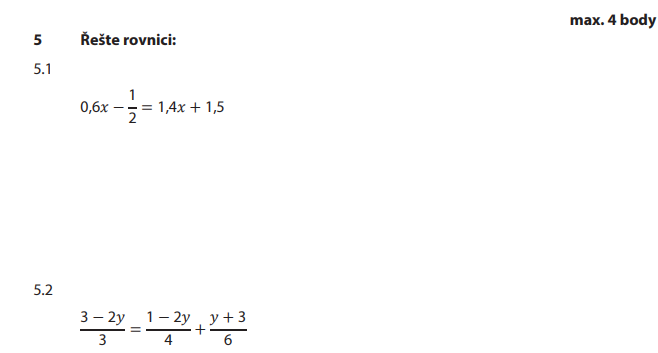 max. 4 body
5 Řešte rovnici:
5.1
0,6x − 1/2 = 1,4x + 1,5
5.2
(3 − 2y)/3 = (1 − 2y)/4 + (y + 3)/6